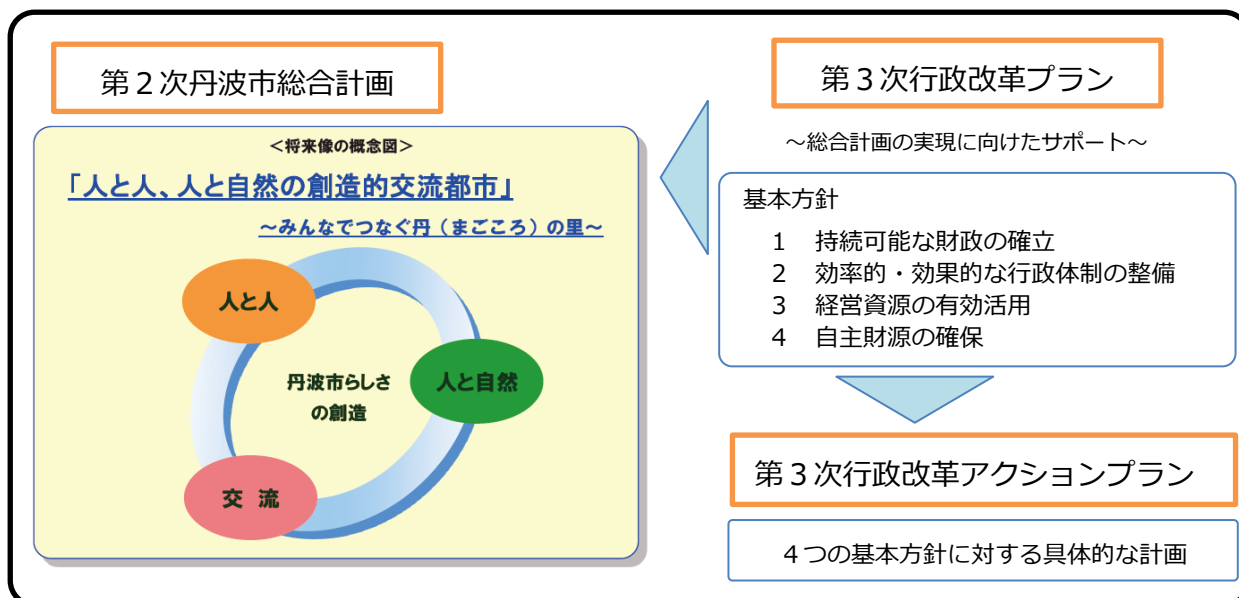 第２次丹波市総合計画
＜将来像の概念図＞
「人と人、人と自然の創造的交流都市」
～みんなでつなぐ丹（まごころ）の里～
人と人
丹波市らしさ
の創造
人と自然
交 流
第３次行政改革プラン
～総合計画の実現に向けたサポート～
基本方針
１ 持続可能な財政の確立
２ 効率的・効果的な行政体制の整備
３ 経営資源の有効活用
４ 自主財源の確保
第３次行政改革アクションプラン
４つの基本方針に対する具体的な計画